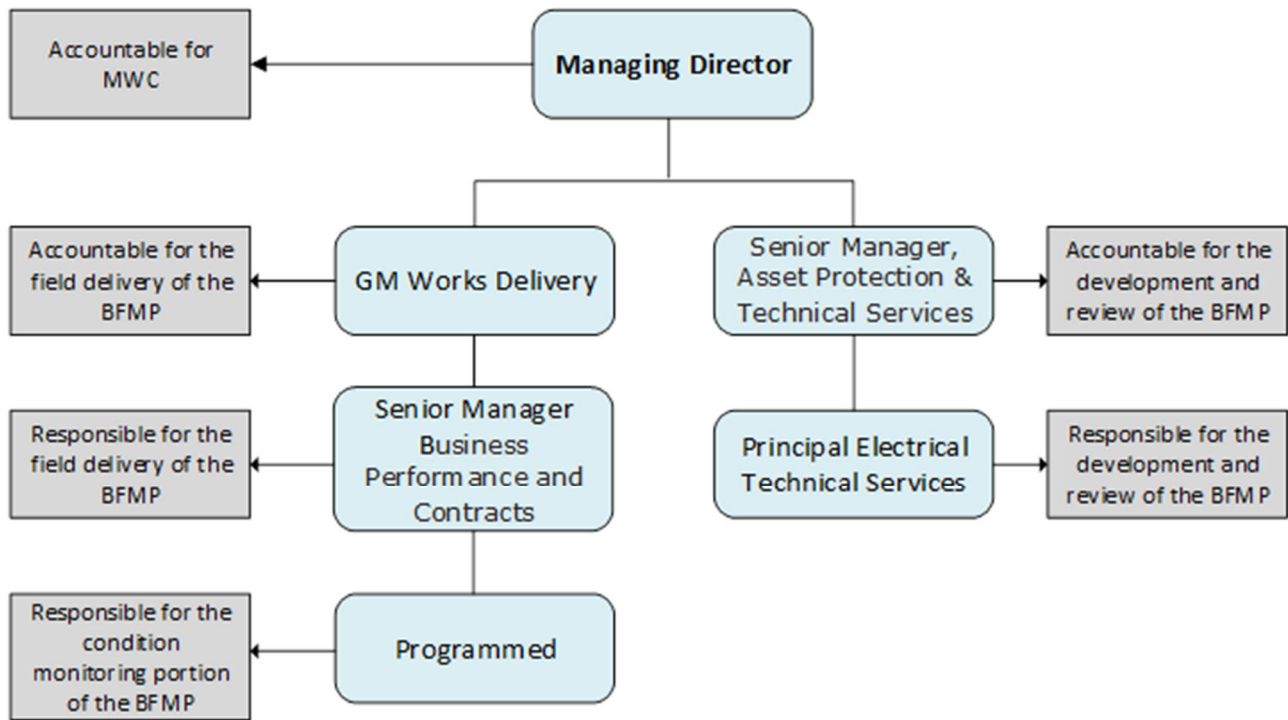 Accountable for
MWC
Managing Director
Accountable for the
field delivery of the
BFMP
GM Works Delivery
Senior Manager,
Asset Protection &
Technical Services
Accountable for the
development and
review of the BFMP
Responsible for the
field delivery of the
BFMP
Senior Manager
Business
Performance and
Contracts
Principal Electrical
Technical Services
Responsible for the
development and
review of the BFMP
Responsible for the
condition
monitoring portion
of the BFMP
Programmed